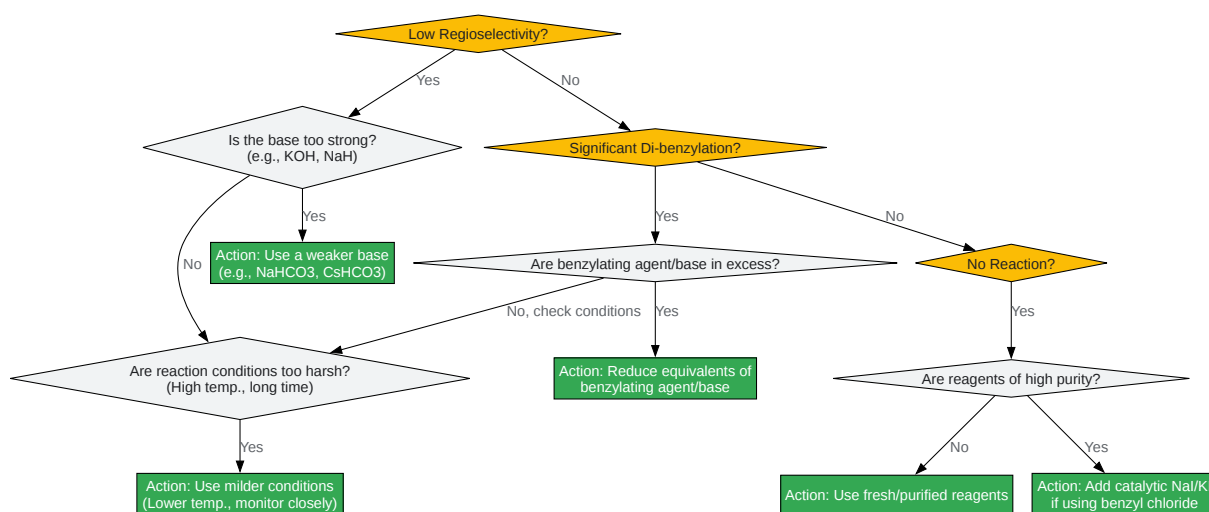 Low Regioselectivity?
Yes
No
Is the base too strong?
(e.g., KOH, NaH)
Significant Di-benzylation?
Yes
Yes
No
No
Action: Use a weaker base
(e.g., NaHCO3, CsHCO3)
Are benzylating agent/base in excess?
No Reaction?
No, check conditions
Yes
Yes
Are reaction conditions too harsh?
(High temp., long time)
Action: Reduce equivalents of
benzylating agent/base
Are reagents of high purity?
Yes
No
Yes
Action: Use milder conditions
(Lower temp., monitor closely)
Action: Use fresh/purified reagents
Action: Add catalytic NaI/K
if using benzyl chloride